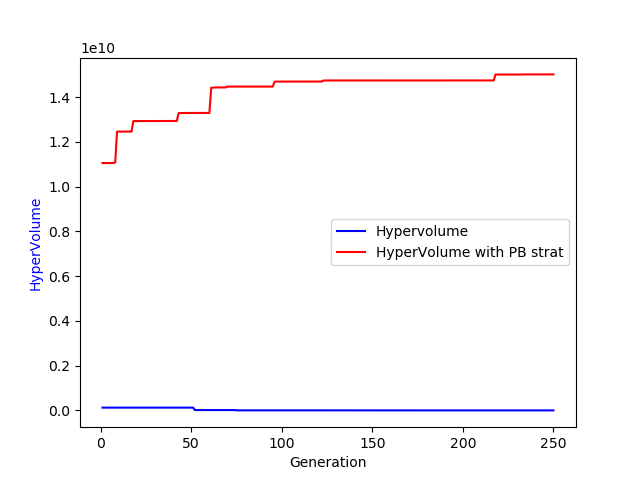 1e10
1.4
1.2
1.0
0.8
0.6
0.4
0.2
0.0
HyperVolume
Hypervolume
HyperVolume with PB strat
0 50 100 150 200 250
Generation